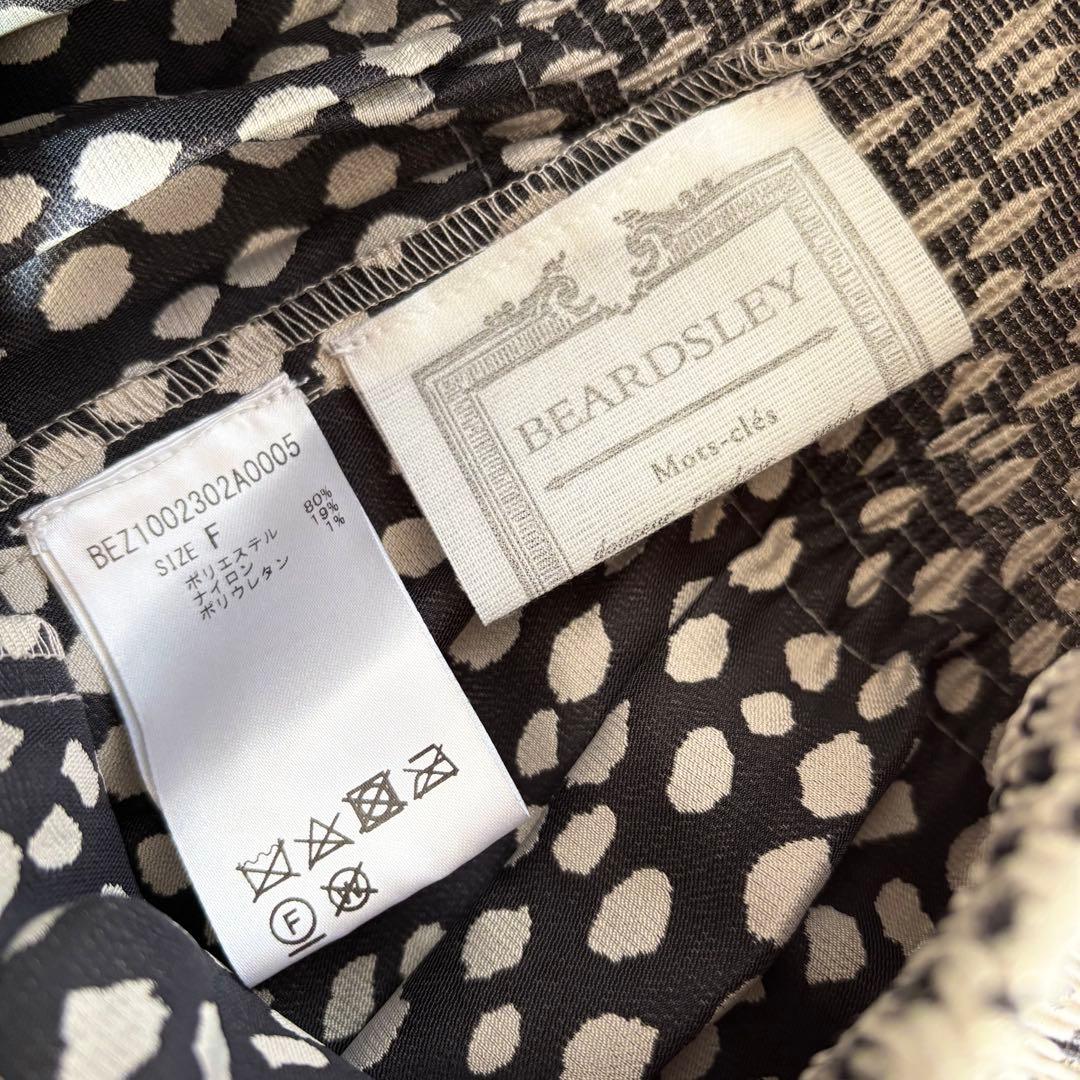 BEARDSLEY
Mots-clés
BEZ1002302A0005
SIZE F
ポリエステル 80%
ナイロン 19%
ポリウレタン 1%
F
W